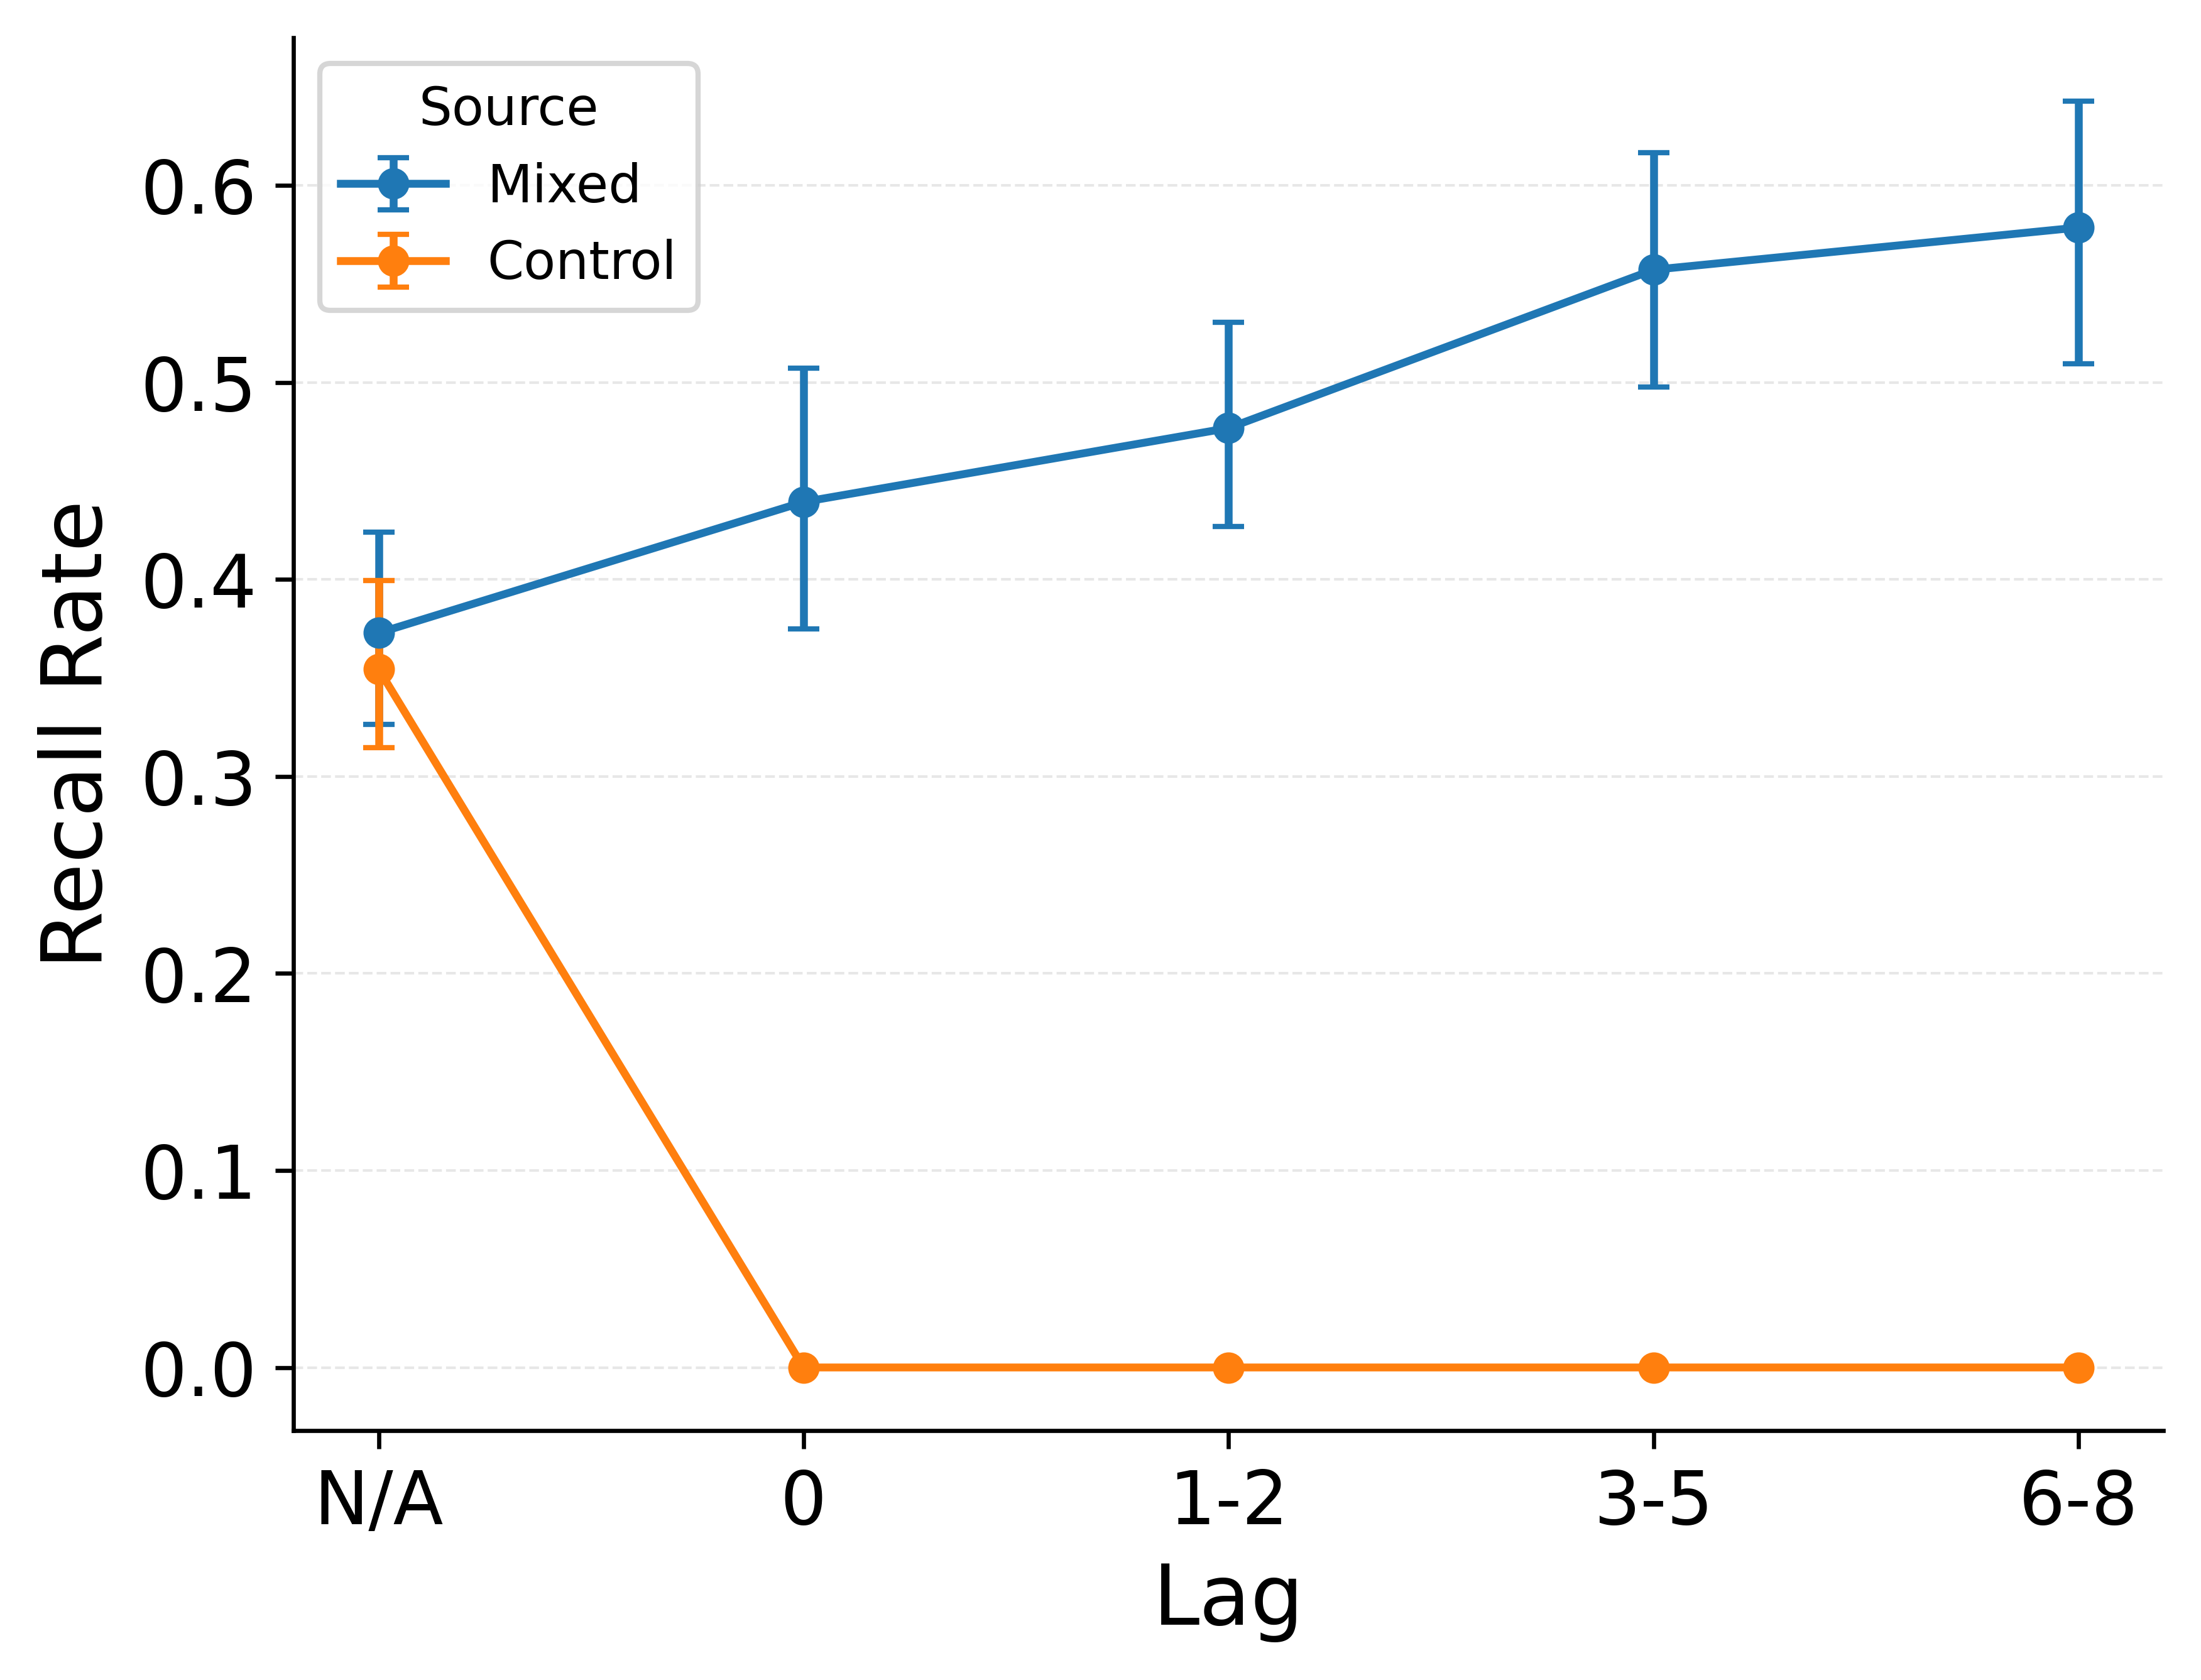 Source
Mixed
Control
Recall Rate
0.6
0.5
0.4
0.3
0.2
0.1
0.0
N/A 0 1-2 3-5 6-8
Lag